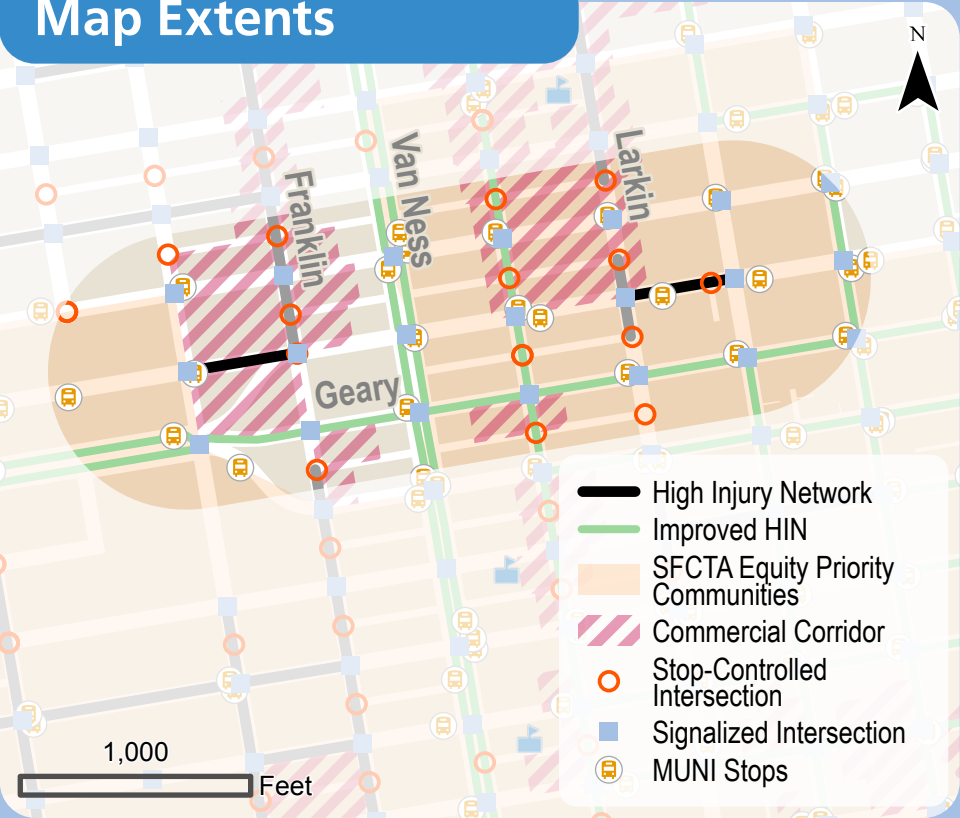 Map Extents
N
Franklin
Van Ness
Larkin
Geary
High Injury Network
Improved HIN
SFCTA Equity Priority
Communities
Commercial Corridor
Stop-Controlled
Intersection
Signalized Intersection
MUNI Stops
1,000
Feet